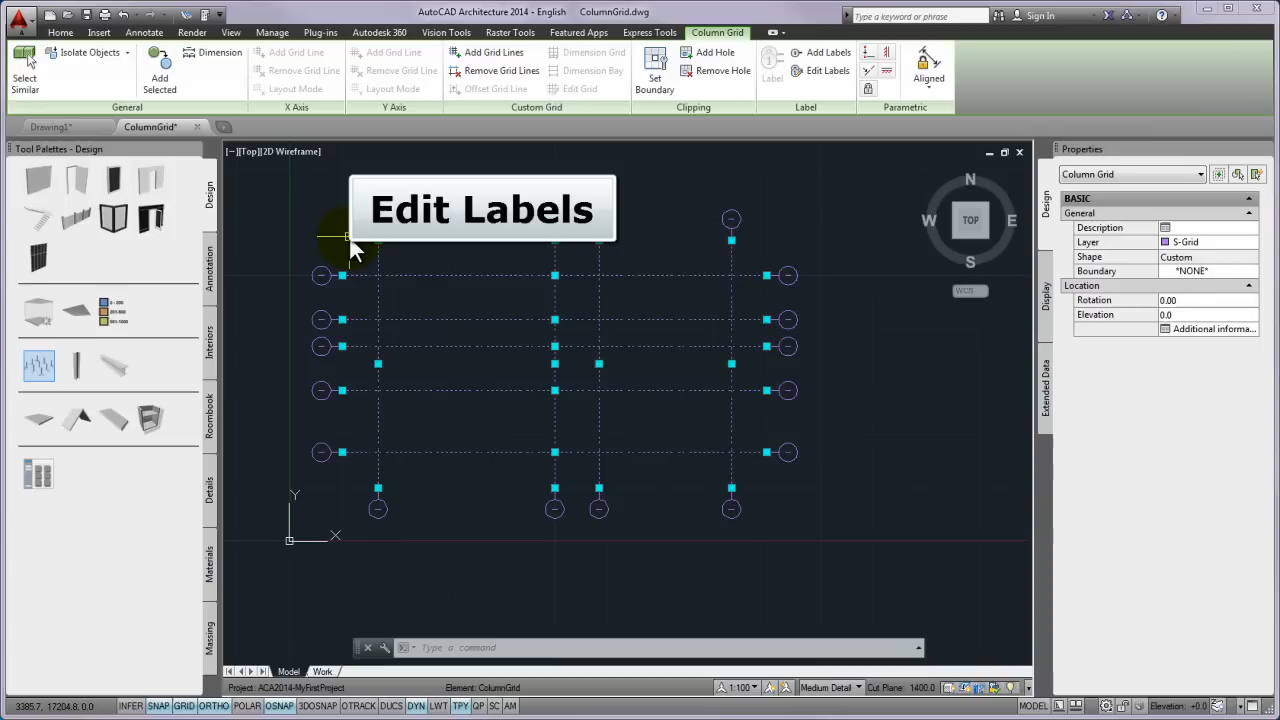 AutoCAD Architecture 2014 - English ColumnGrid.dwg
Type a keyword or phrase
Sign In
Home Insert Annotate Render View Manage Plug-ins Autodesk 360 Vision Tools Raster Tools Featured Apps Express Tools Column Grid
Select Similar
Isolate Objects
Add Selected
Dimension
General
Add Grid Line
Remove Grid Line
Layout Mode
X Axis
Add Grid Line
Remove Grid Line
Layout Mode
Y Axis
Add Grid Lines
Remove Grid Lines
Offset Grid Line
Dimension Grid
Dimension Bay
Edit Grid
Custom Grid
Set Boundary
Add Hole
Remove Hole
Clipping
Label
Add Labels
Edit Labels
Label
Aligned
Parametric
Drawing1*
ColumnGrid*
Tool Palettes - Design
Design
Annotation
Interiors
Roombook
Details
Materials
Massing
[−][Top][2D Wireframe]
Edit Labels
N
W TOP E
S
WCS
Y
X
Type a command
Model Work
Properties
Column Grid
Design
Display
Extended Data
BASIC
General
Description
Layer S-Grid
Shape Custom
Boundary *NONE*
Location
Rotation 0.00
Elevation 0.0
Additional informa...
Project: ACA2014-MyFirstProject Element: ColumnGrid
1:100 Medium Detail Cut Plane: 1400.0
3385.7, 17204.8, 0.0 INFER SNAP GRID ORTHO POLAR OSNAP 3DOSNAP OTRACK DUCS DYN LWT TPY QP SC AM
MODEL Elevation: +0.0